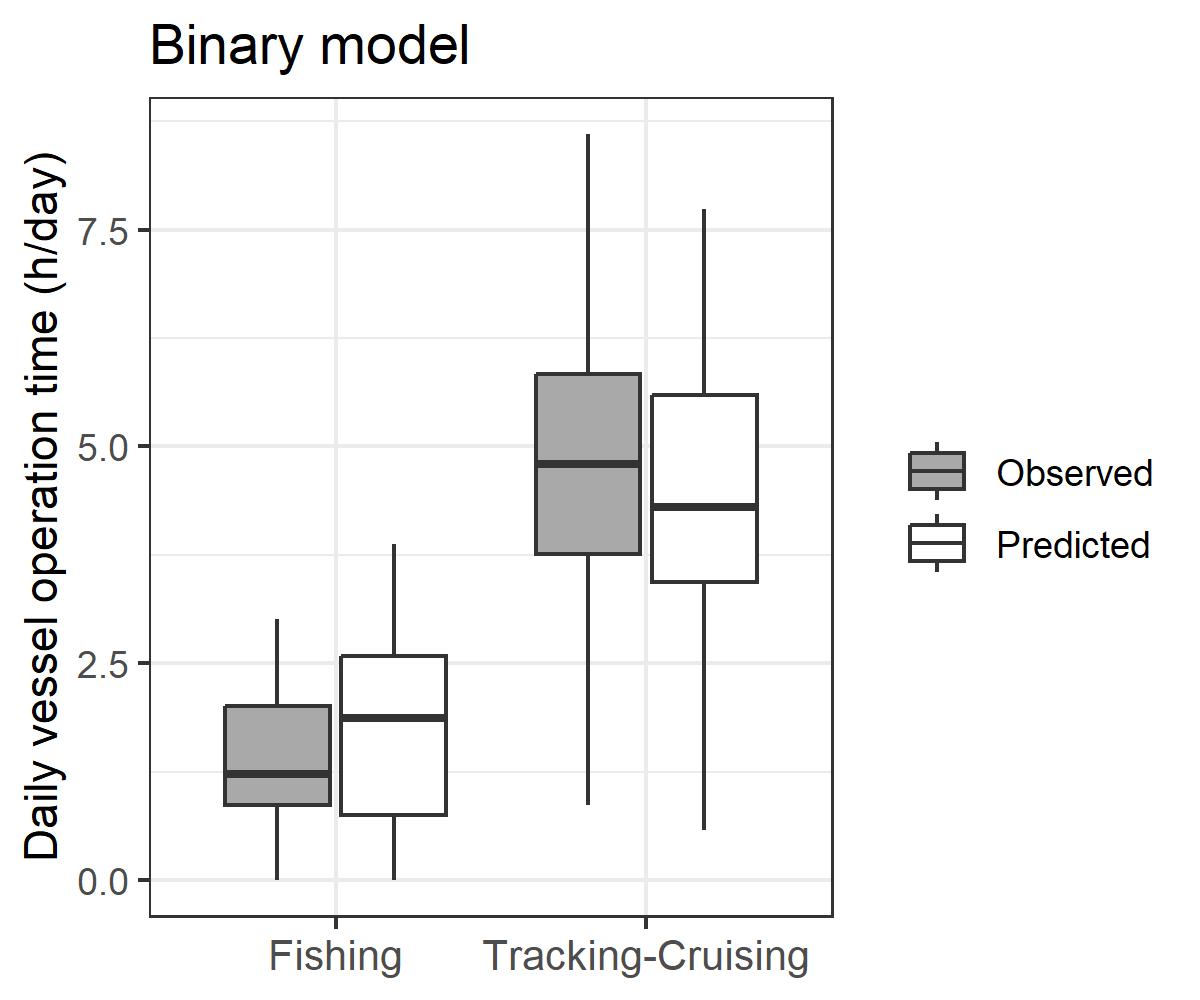 Binary model
Daily vessel operation time (h/day)
7.5
5.0
2.5
0.0
Fishing
Tracking-Cruising
Observed
Predicted